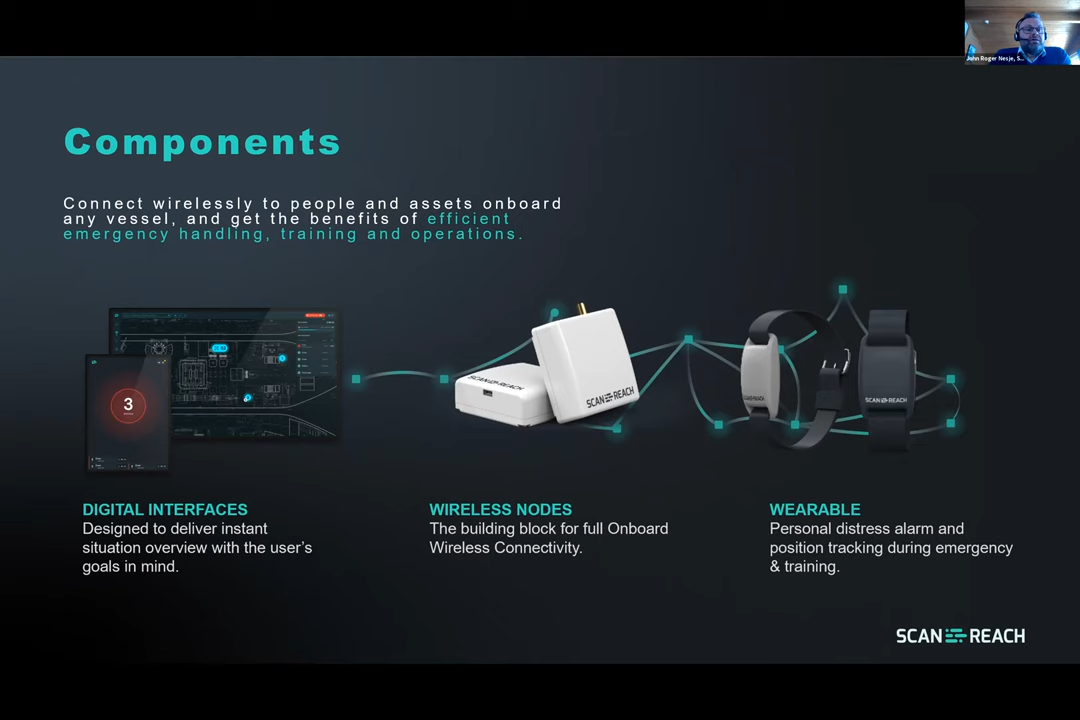 John Roger Nesje, S...
Components
Connect wirelessly to people and assets onboard
any vessel, and get the benefits of efficient
emergency handling, training and operations.
3
SCAN REACH
SCAN REACH
SCAN REACH
DIGITAL INTERFACES
Designed to deliver instant
situation overview with the user's
goals in mind.
WIRELESS NODES
The building block for full Onboard
Wireless Connectivity.
WEARABLE
Personal distress alarm and
position tracking during emergency
& training.
SCAN REACH